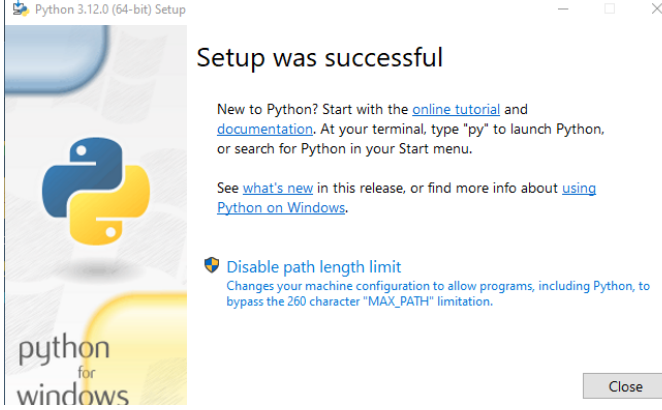 Python 3.12.0 (64-bit) Setup
Setup was successful
New to Python? Start with the online tutorial and
documentation. At your terminal, type "py" to launch Python,
or search for Python in your Start menu.
See what's new in this release, or find more info about using
Python on Windows.
Disable path length limit
Changes your machine configuration to allow programs, including Python, to
bypass the 260 character "MAX_PATH" limitation.
python
for
windows
Close